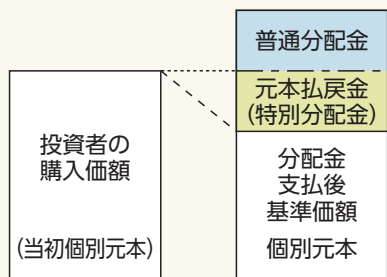 投資者の
購入価額
(当初個別元本)
普通分配金
元本払戻金
(特別分配金)
分配金
支払後
基準価額
個別元本